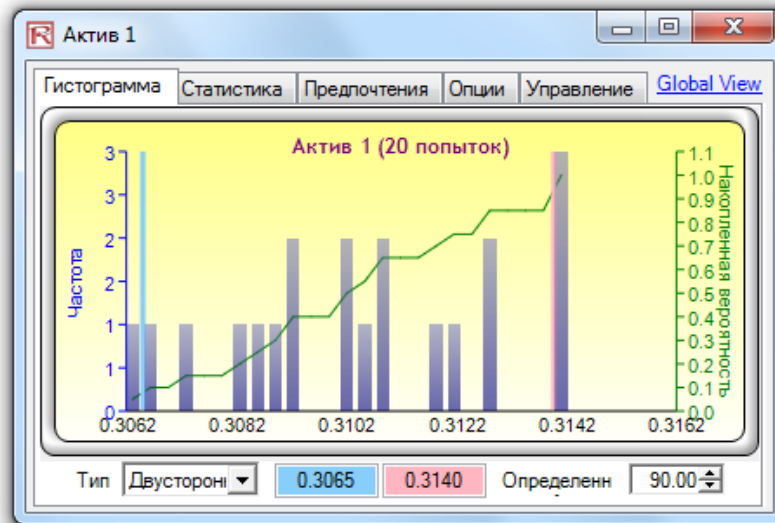 Актив 1
Гистограмма Статистика Предпочтения Опции Управление Global View
Актив 1 (20 попыток)
Частота
3
3
2
2
1
1
0
Накопленная вероятность
1.1
1.0
0.9
0.8
0.7
0.6
0.5
0.4
0.3
0.2
0.1
0.0
0.3062 0.3082 0.3102 0.3122 0.3142 0.3162
Тип Двусторонн 0.3065 0.3140 Определенн 90.00